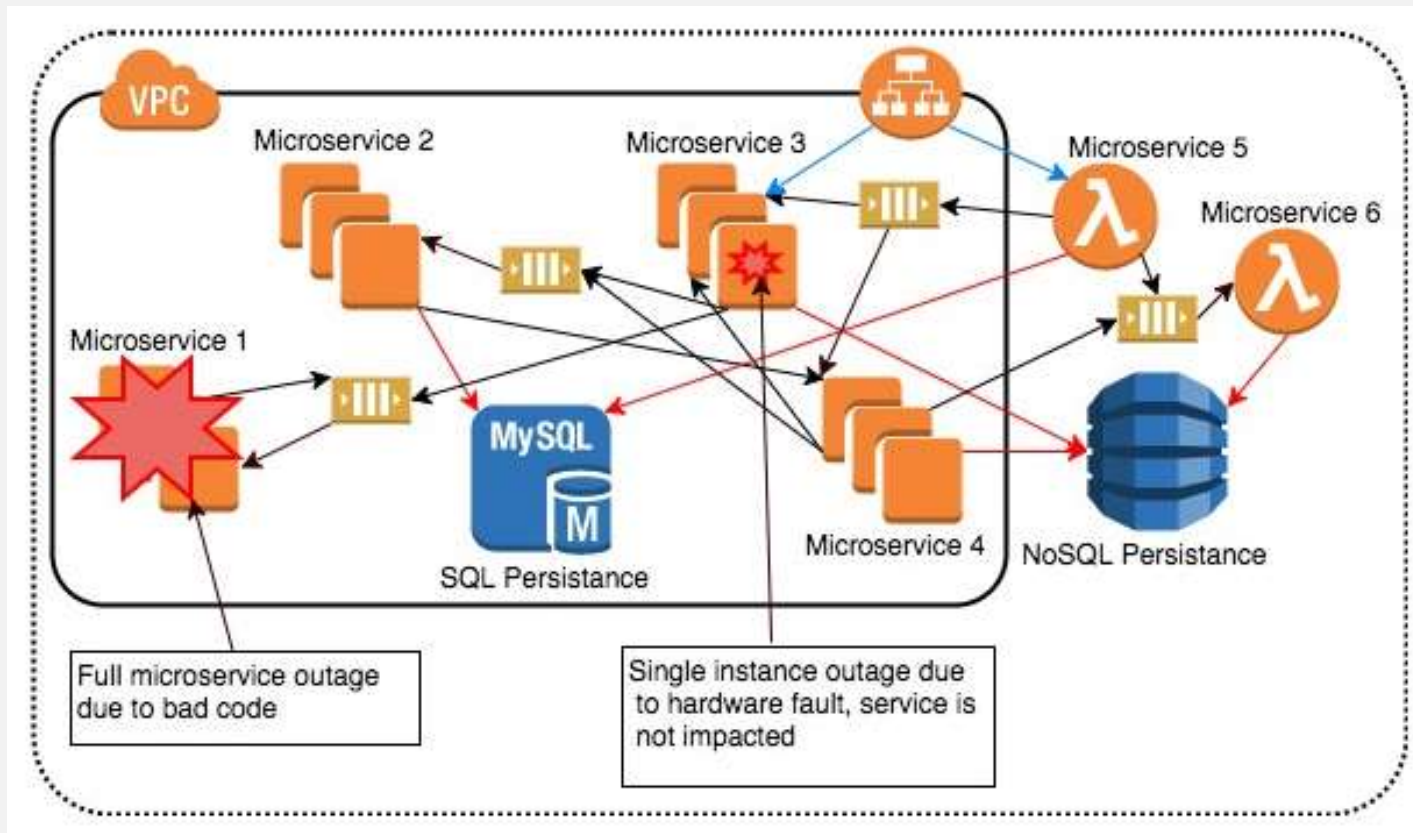 VPC
Microservice 2
Microservice 3
Microservice 5
Microservice 6
Microservice 1
MySQL
M
SQL Persistance
Microservice 4
NoSQL Persistance
Full microservice outage
due to bad code
Single instance outage due
to hardware fault, service is
not impacted
λ
λ